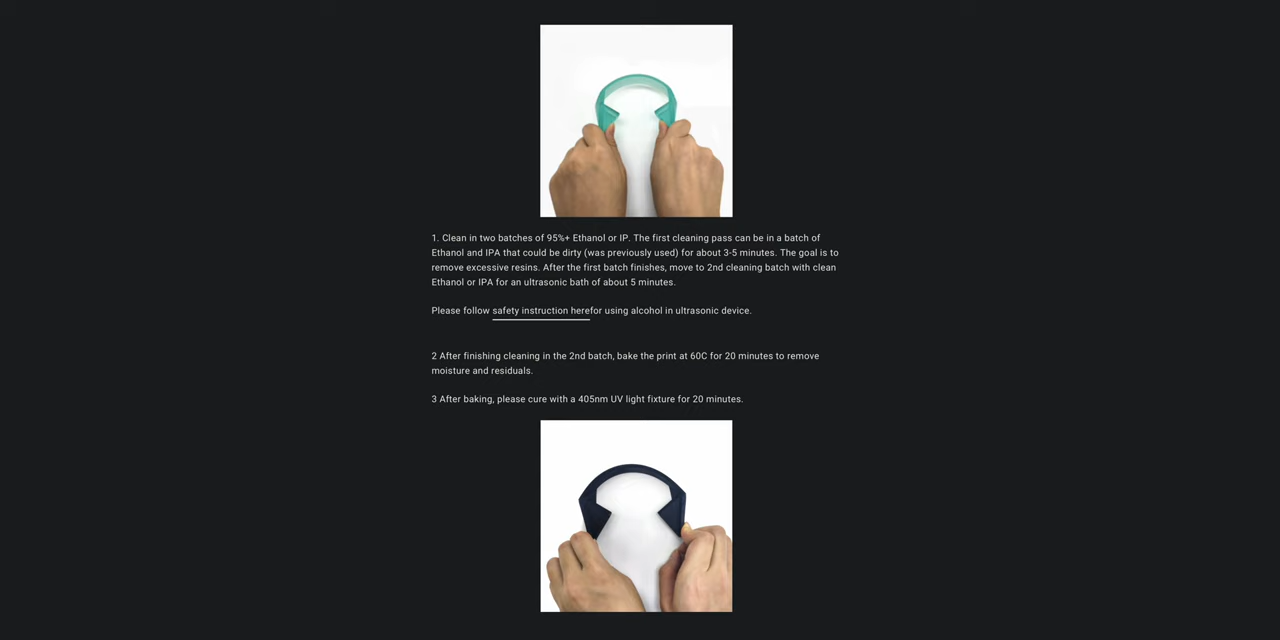 1. Clean in two batches of 95%+ Ethanol or IP. The first cleaning pass can be in a batch of
Ethanol and IPA that could be dirty (was previously used) for about 3-5 minutes. The goal is to
remove excessive resins. After the first batch finishes, move to 2nd cleaning batch with clean
Ethanol or IPA for an ultrasonic bath of about 5 minutes.
Please follow safety instruction herefor using alcohol in ultrasonic device.
2 After finishing cleaning in the 2nd batch, bake the print at 60C for 20 minutes to remove
moisture and residuals.
3 After baking, please cure with a 405nm UV light fixture for 20 minutes.